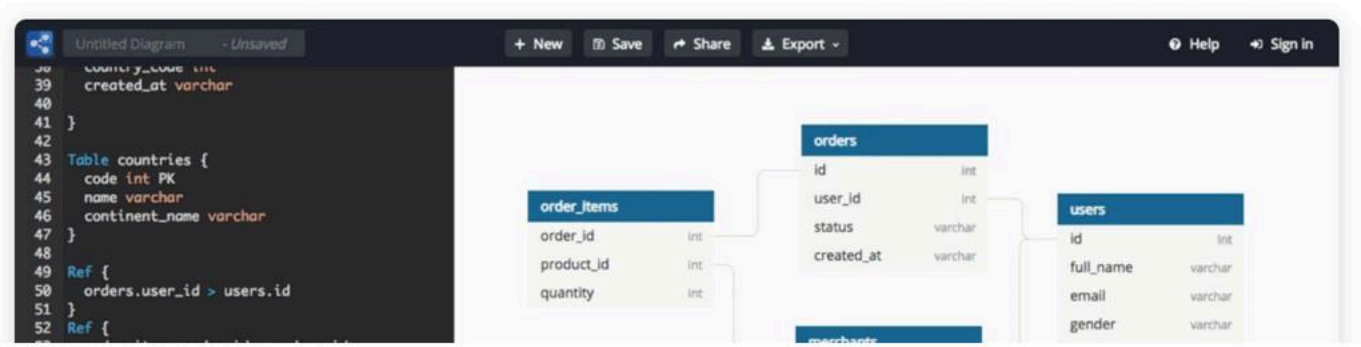 Untitled Diagram - Unsaved
+ New Save Share Export Help Sign in
38 country_code int
39 created_at varchar
40
41 }
42
43 Table countries {
44 code int PK
45 name varchar
46 continent_name varchar
47 }
48
49 Ref {
50 orders.user_id > users.id
51 }
52 Ref {
order_items
order_id int
product_id int
quantity int
orders
id int
user_id int
status varchar
created_at varchar
merchants
users
id int
full_name varchar
email varchar
gender varchar